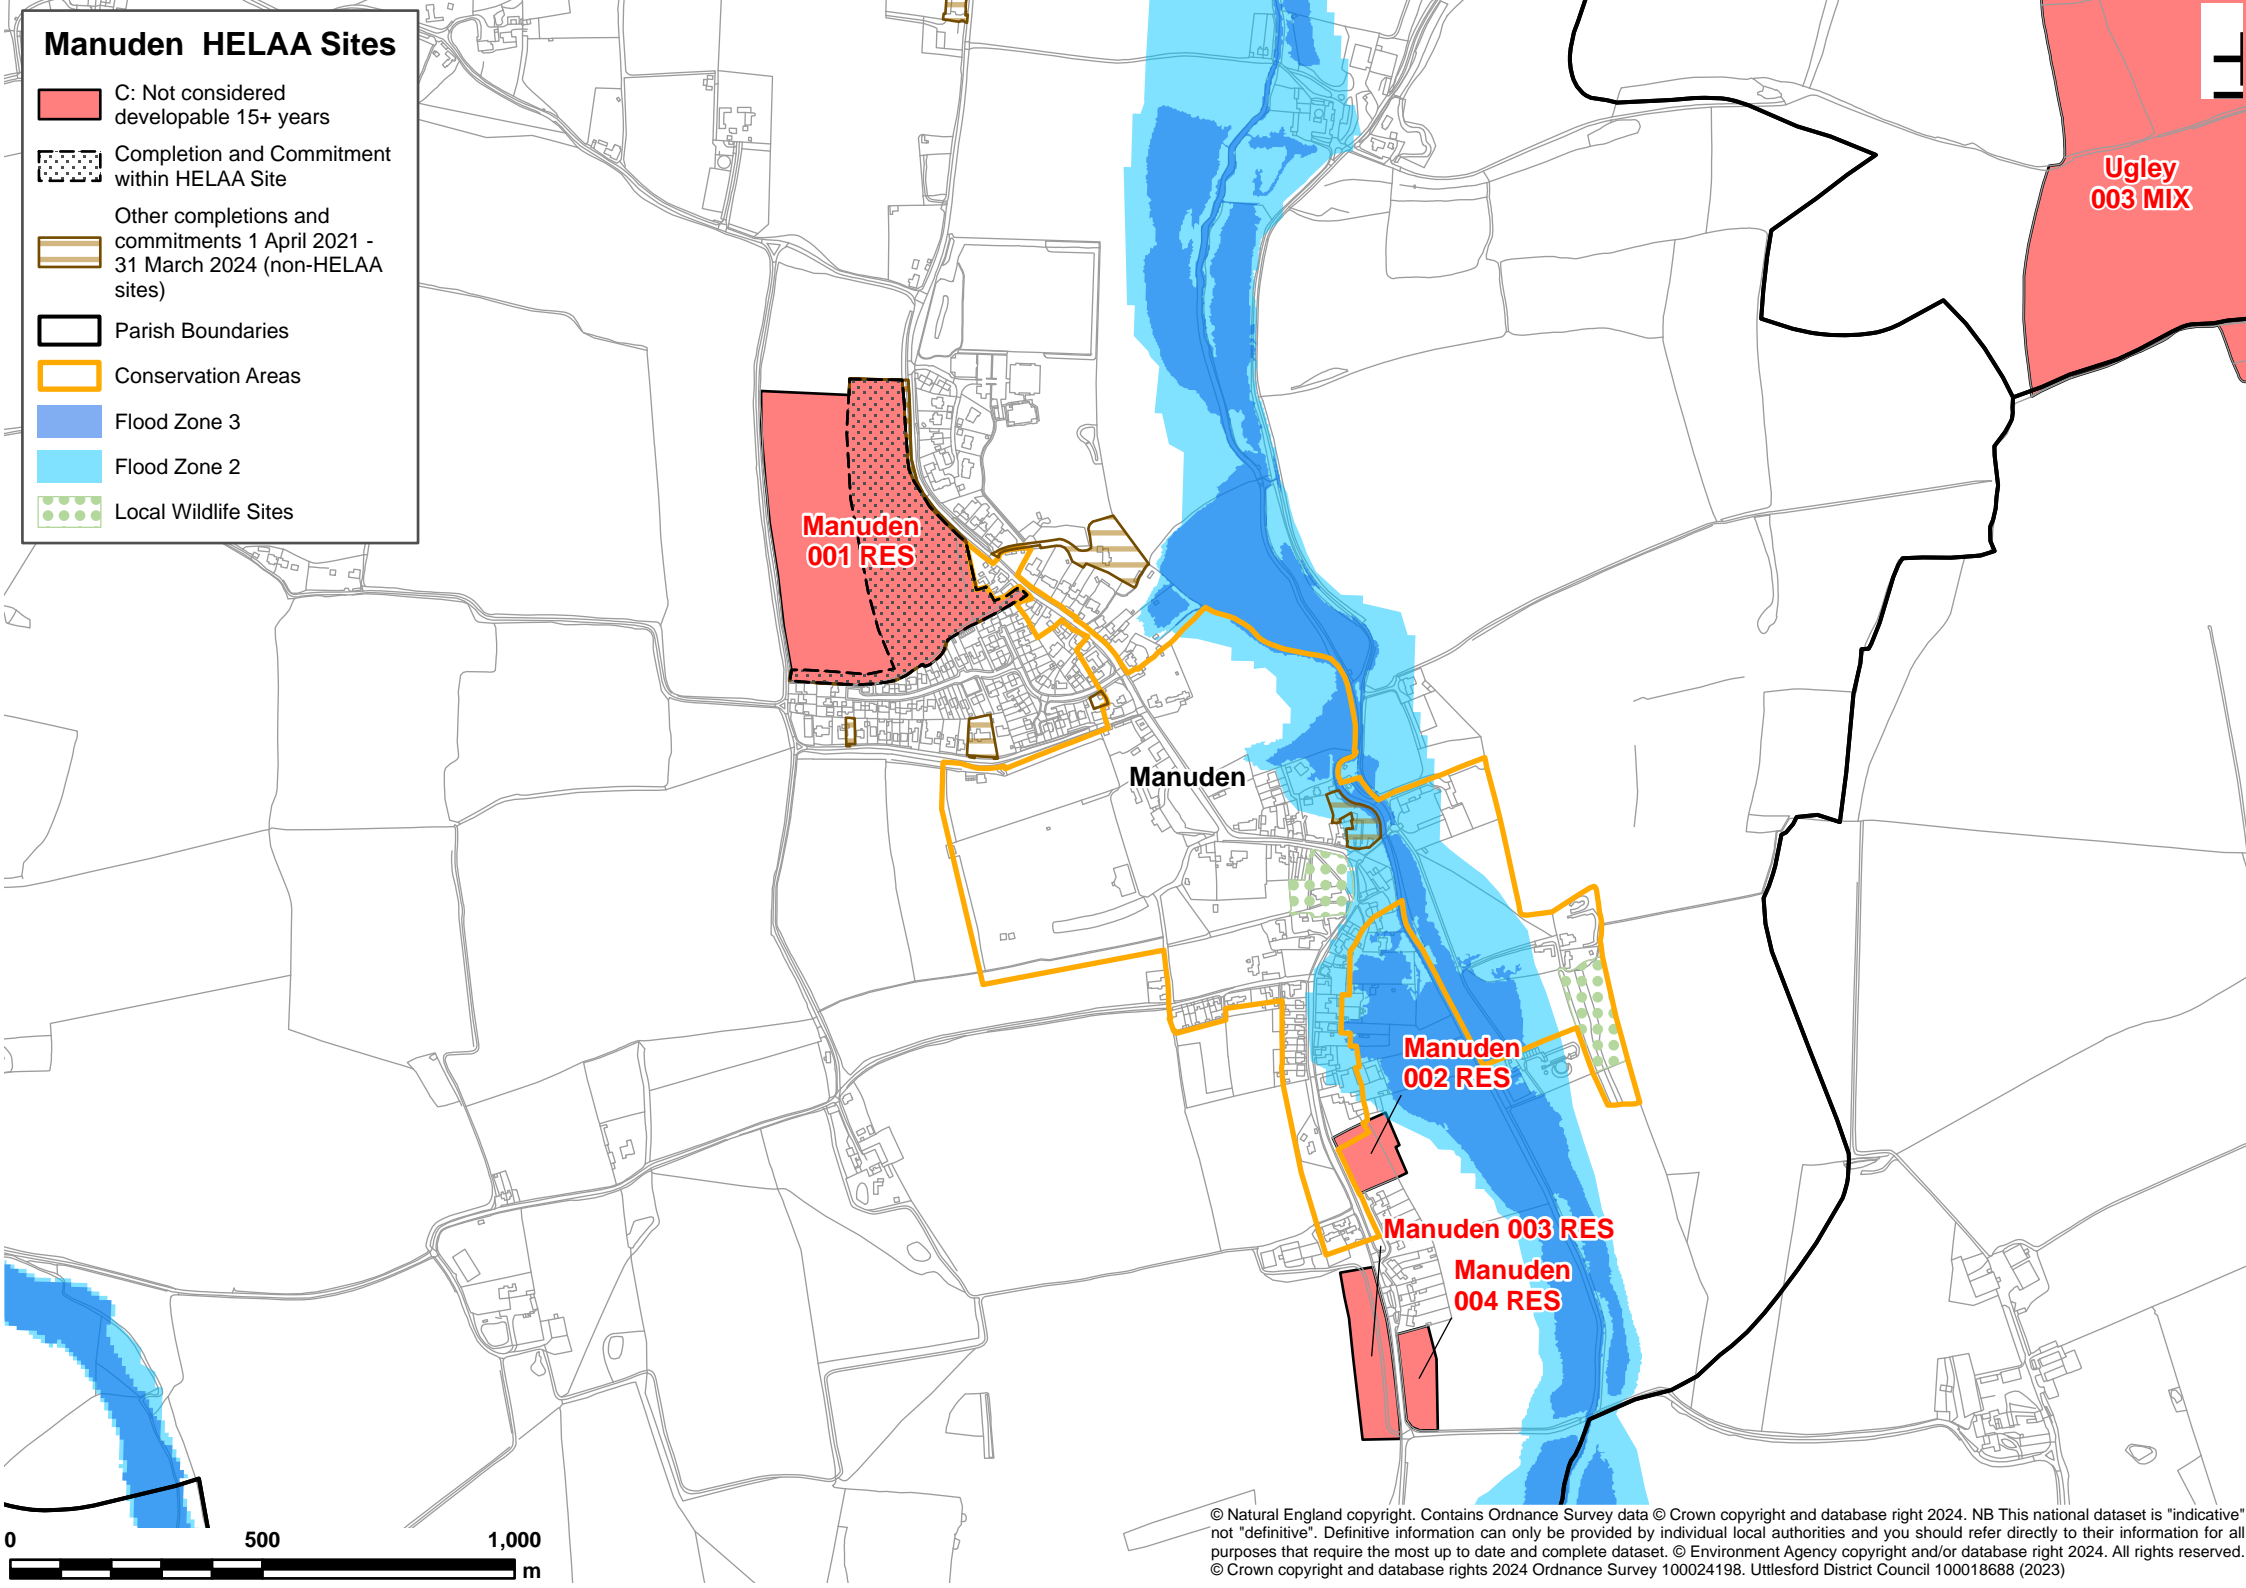 Manuden HELAA Sites
C: Not considered
developable 15+ years
Completion and Commitment
within HELAA Site
Other completions and
commitments 1 April 2021 -
31 March 2024 (non-HELAA
sites)
Parish Boundaries
Conservation Areas
Flood Zone 3
Flood Zone 2
Local Wildlife Sites
Ugley
003 MIX
Manuden
001 RES
Manuden
Manuden
002 RES
Manuden 003 RES
Manuden
004 RES
0 500 1,000
m
© Natural England copyright. Contains Ordnance Survey data © Crown copyright and database right 2024. NB This national dataset is "indicative"
not "definitive". Definitive information can only be provided by individual local authorities and you should refer directly to their information for all
purposes that require the most up to date and complete dataset. © Environment Agency copyright and/or database right 2024. All rights reserved.
© Crown copyright and database rights 2024 Ordnance Survey 100024198. Uttlesford District Council 100018688 (2023)